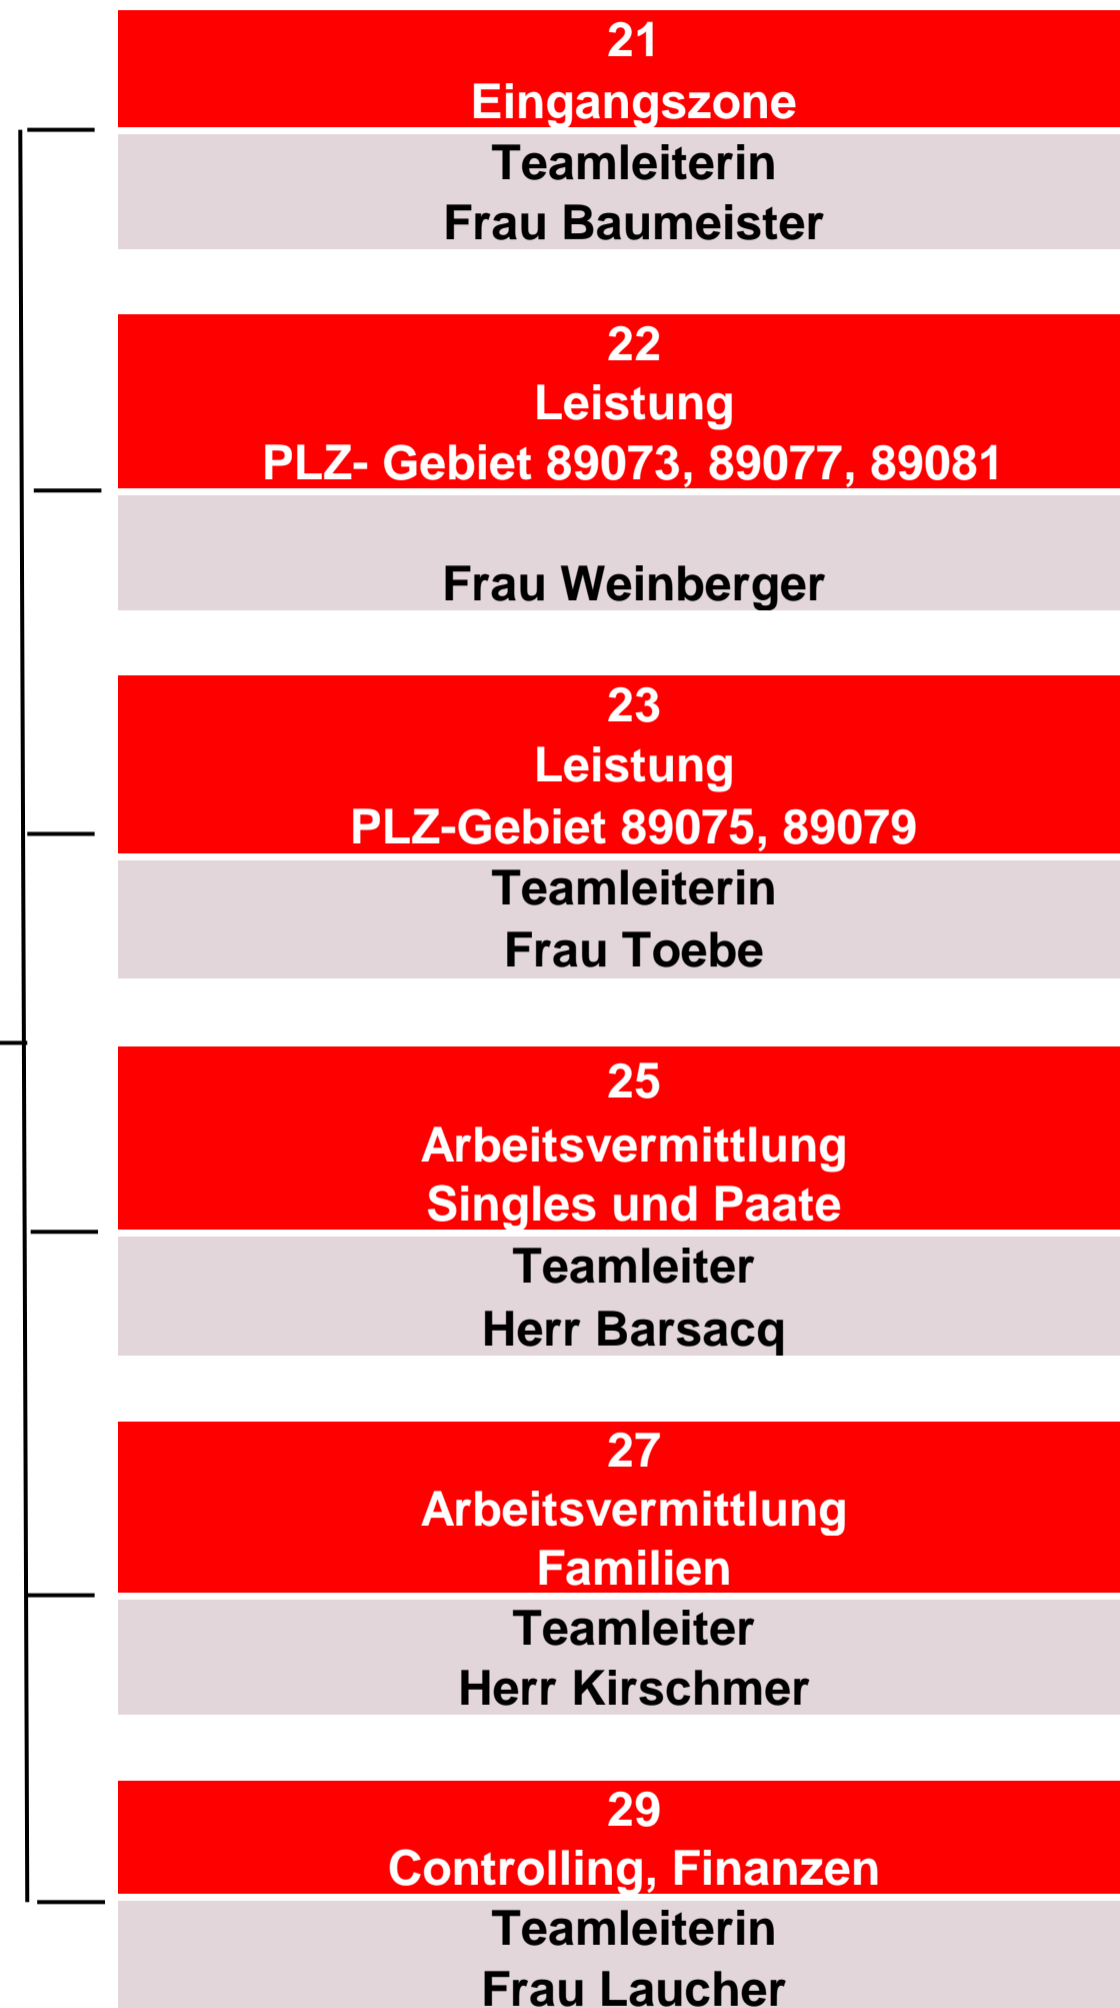 21
Eingangszone
Teamleiterin
Frau Baumeister
22
Leistung
PLZ- Gebiet 89073, 89077, 89081
Frau Weinberger
23
Leistung
PLZ-Gebiet 89075, 89079
Teamleiterin
Frau Toebe
25
Arbeitsvermittlung
Singles und Paate
Teamleiter
Herr Barsacq
27
Arbeitsvermittlung
Familien
Teamleiter
Herr Kirschmer
29
Controlling, Finanzen
Teamleiterin
Frau Laucher